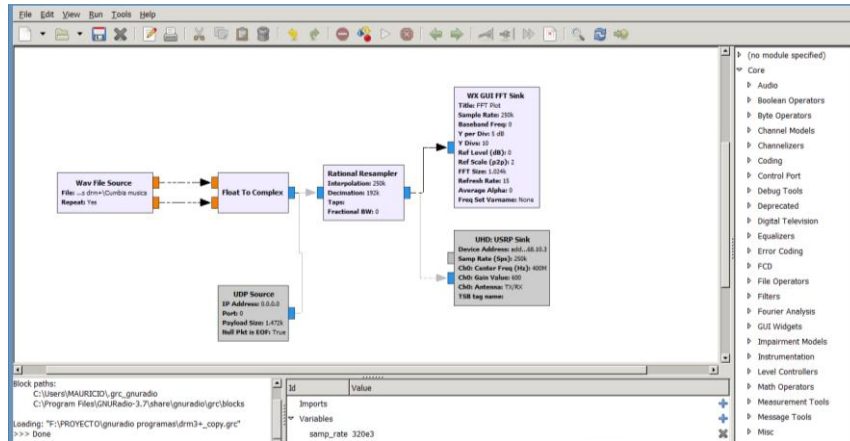 File Edit View Run Tools Help
Wav File Source
File: ...s drm+\Cumbia musica
Repeat: Yes
Float To Complex
Rational Resampler
Interpolation: 250k
Decimation: 192k
Taps:
Fractional BW: 0
WX GUI FFT Sink
Title: FFT Plot
Sample Rate: 250k
Baseband Freq: 0
Y per Div: 5 dB
Y Divs: 10
Ref Level (dB): 0
Ref Scale (p2p): 2
FFT Size: 1.024k
Refresh Rate: 15
Average Alpha: 0
Freq Set Varname: None
UHD: USRP Sink
Device Address: add...68.10.3
Samp Rate (Sps): 250k
Ch0: Center Freq (Hz): 400M
Ch0: Gain Value: 600
Ch0: Antenna: TX/RX
TSB tag name:
UDP Source
IP Address: 0.0.0.0
Port: 0
Payload Size: 1.472k
Null Pkt is EOF: True
(no module specified)
Core
Audio
Boolean Operators
Byte Operators
Channel Models
Channelizers
Coding
Control Port
Debug Tools
Deprecated
Digital Television
Equalizers
Error Coding
FCD
File Operators
Filters
Fourier Analysis
GUI Widgets
Impairment Models
Instrumentation
Level Controllers
Math Operators
Measurement Tools
Message Tools
Misc
Block paths:
C:\Users\MAURICIO\.grc_gnuradio
C:\Program Files\GNURadio-3.7\share\gnuradio\grc\blocks
Loading: "F:\PROYECTO\gnuradio programas\drm3+_copy.grc"
>>> Done
Id Value
Imports
Variables
samp_rate 320e3